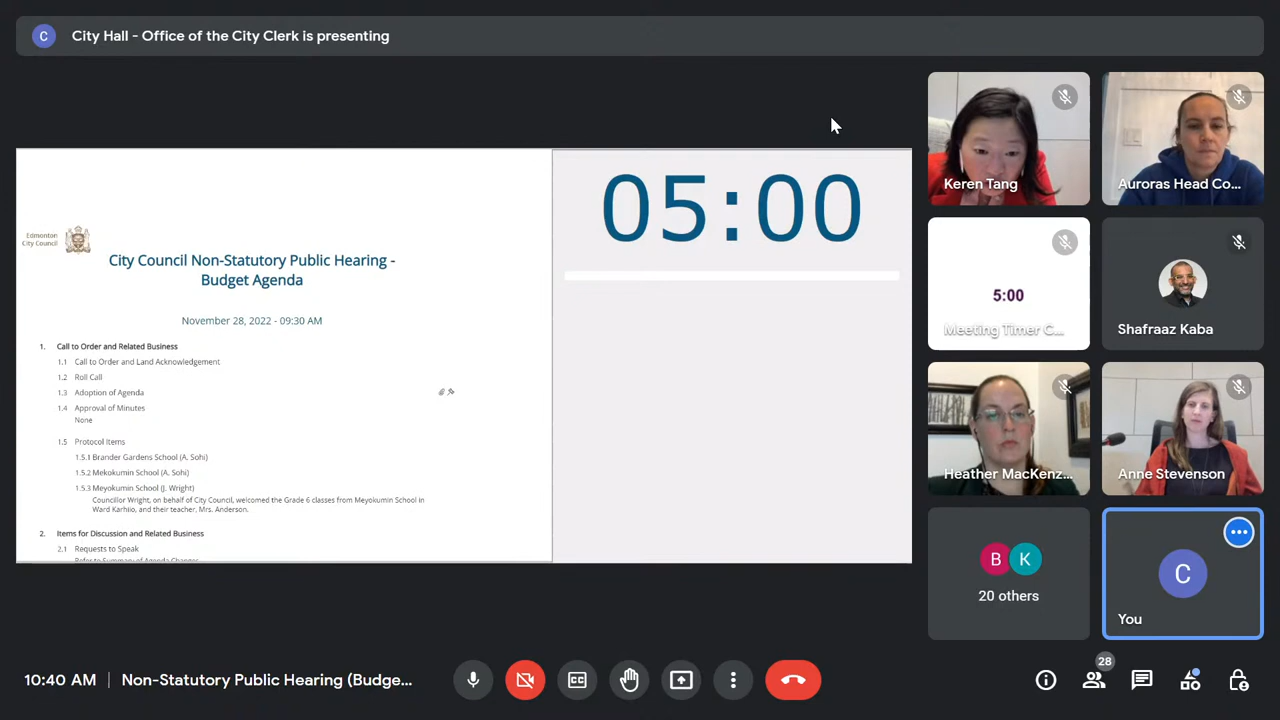 C City Hall - Office of the City Clerk is presenting
Edmonton
City Council
City Council Non-Statutory Public Hearing -
Budget Agenda
November 28, 2022 - 09:30 AM
1. Call to Order and Related Business
1.1 Call to Order and Land Acknowledgement
1.2 Roll Call
1.3 Adoption of Agenda
1.4 Approval of Minutes
None
1.5 Protocol Items
1.5.1 Brander Gardens School (A. Sohi)
1.5.2 Mekokumin School (A. Sohi)
1.5.3 Meyokumin School (J. Wright)
Councillor Wright, on behalf of City Council, welcomed the Grade 6 classes from Meyokumin School in
Ward Karhiio, and their teacher, Mrs. Anderson.
2. Items for Discussion and Related Business
2.1 Requests to Speak
Refer to Summary of Agenda Changes
05:00
Keren Tang
Auroras Head Co...
5:00
Meeting Timer C...
Shafraaz Kaba
Heather MacKenz...
Anne Stevenson
B K
20 others
C
You
10:40 AM | Non-Statutory Public Hearing (Budge...
CC
28